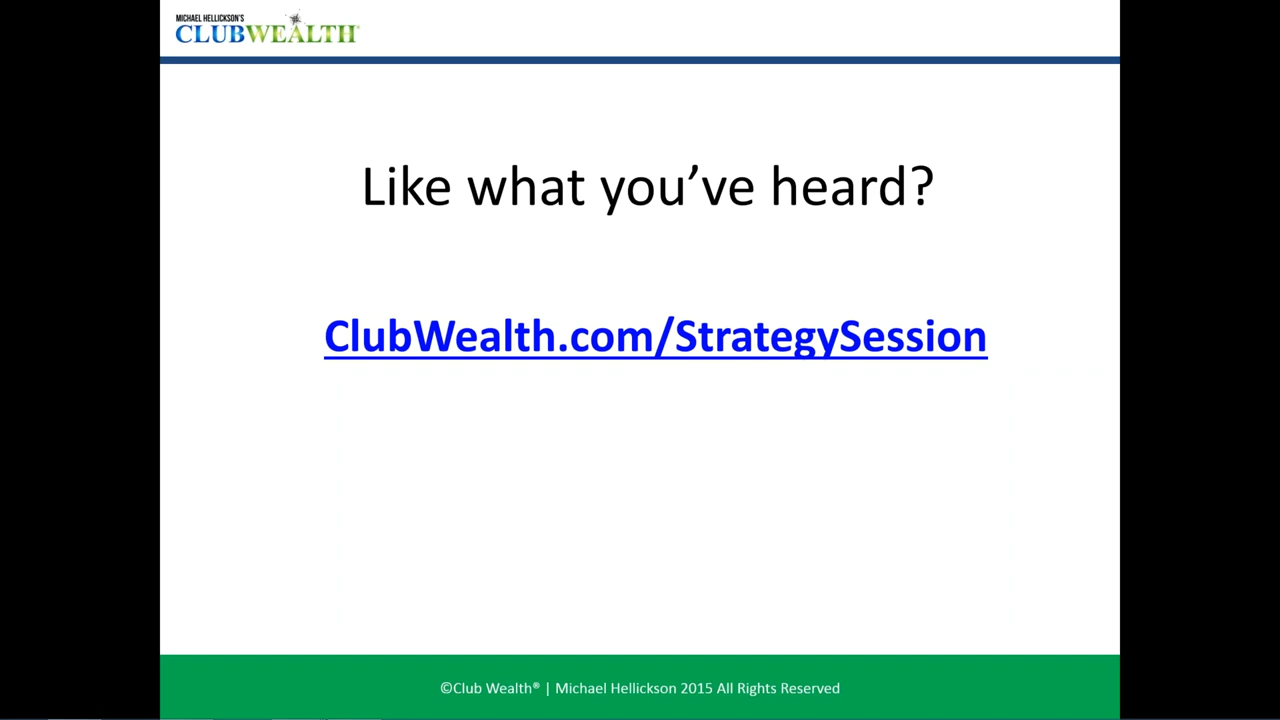 MICHAEL HELLICKSON'S
CLUBWEALTH®
Like what you’ve heard?
ClubWealth.com/StrategySession
©Club Wealth® | Michael Hellickson 2015 All Rights Reserved